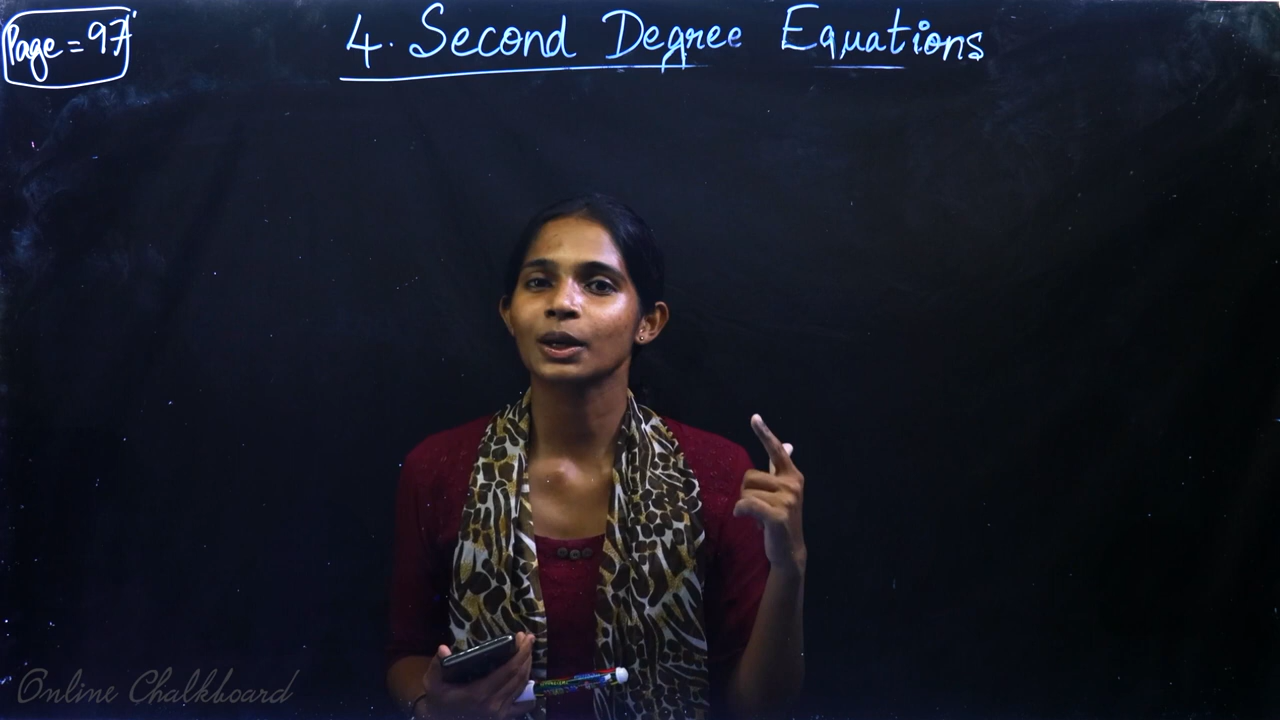 Page = 97
4. Second Degree Equations
Online Chalkboard